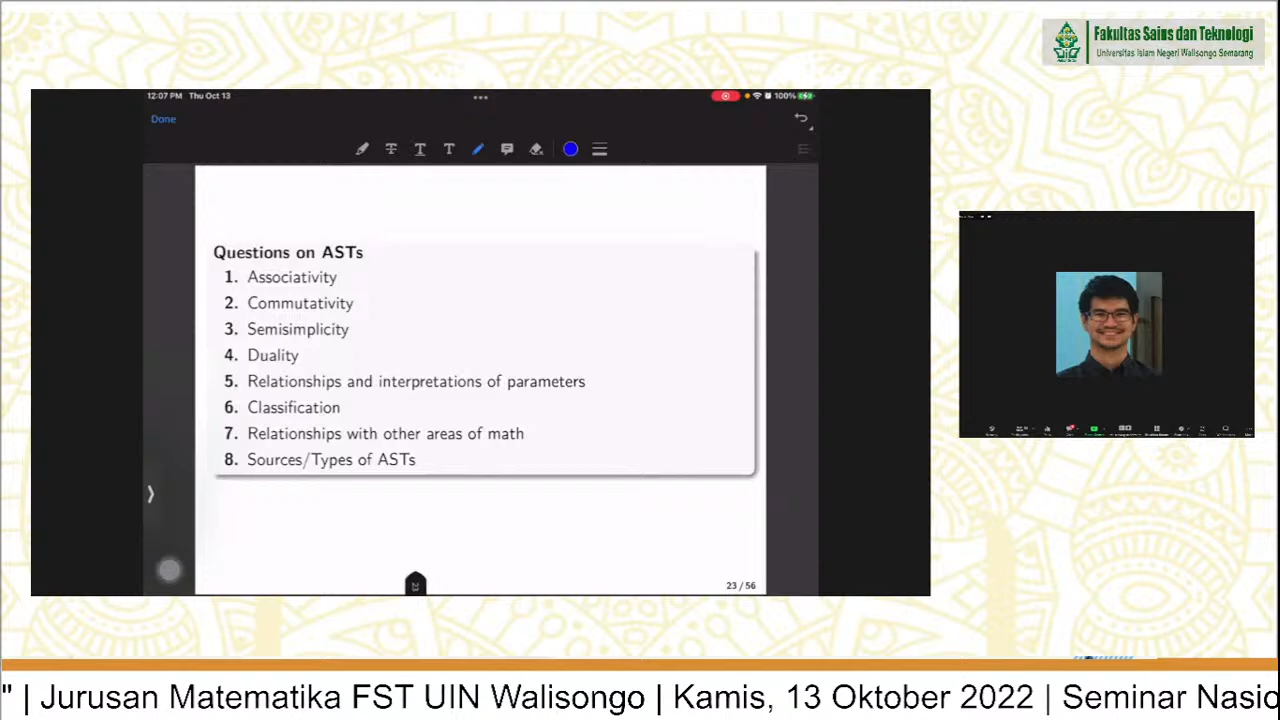 Fakultas Sains dan Teknologi
Universitas Islam Negeri Walisongo Semarang
12:07 PM Thu Oct 13
100%
Done
Questions on ASTs
1. Associativity
2. Commutativity
3. Semisimplicity
4. Duality
5. Relationships and interpretations of parameters
6. Classification
7. Relationships with other areas of math
8. Sources/Types of ASTs
23
23 / 56
" | Jurusan Matematika FST UIN Walisongo | Kamis, 13 Oktober 2022 | Seminar Nasio